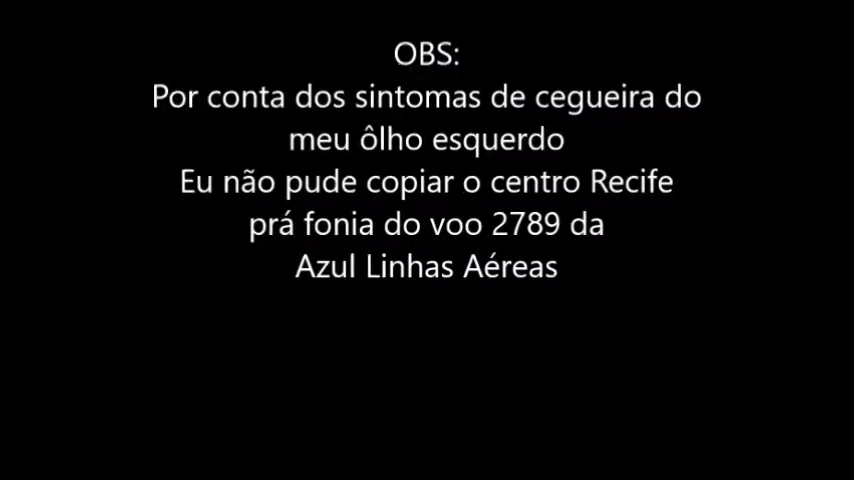 OBS:
Por conta dos sintomas de cegueira do
meu ôlho esquerdo
Eu não pude copiar o centro Recife
prá fonia do voo 2789 da
Azul Linhas Aéreas